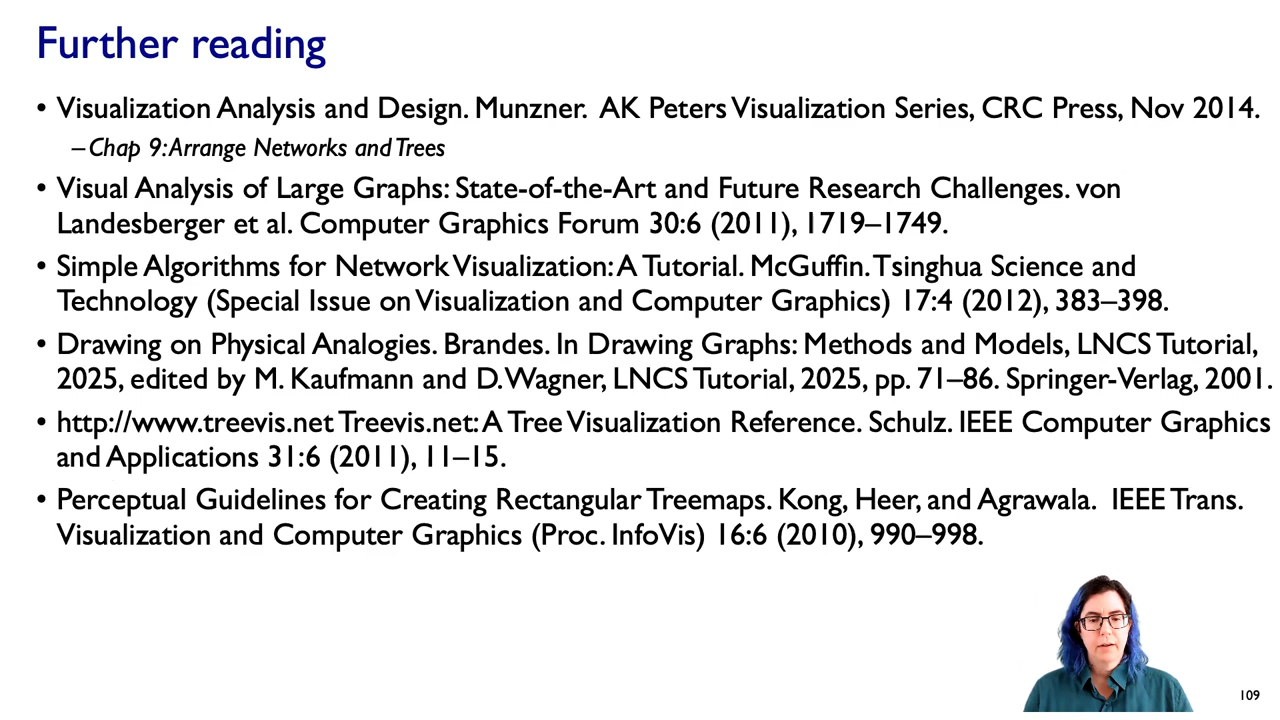 Further reading
• Visualization Analysis and Design. Munzner. AK Peters Visualization Series, CRC Press, Nov 2014.
– Chap 9: Arrange Networks and Trees
• Visual Analysis of Large Graphs: State-of-the-Art and Future Research Challenges. von
Landesberger et al. Computer Graphics Forum 30:6 (2011), 1719–1749.
• Simple Algorithms for Network Visualization: A Tutorial. McGuffin. Tsinghua Science and
Technology (Special Issue on Visualization and Computer Graphics) 17:4 (2012), 383–398.
• Drawing on Physical Analogies. Brandes. In Drawing Graphs: Methods and Models, LNCS Tutorial,
2025, edited by M. Kaufmann and D. Wagner, LNCS Tutorial, 2025, pp. 71–86. Springer-Verlag, 2001.
• http://www.treevis.net Treevis.net: A Tree Visualization Reference. Schulz. IEEE Computer Graphics
and Applications 31:6 (2011), 11–15.
• Perceptual Guidelines for Creating Rectangular Treemaps. Kong, Heer, and Agrawala. IEEE Trans.
Visualization and Computer Graphics (Proc. InfoVis) 16:6 (2010), 990–998.
109